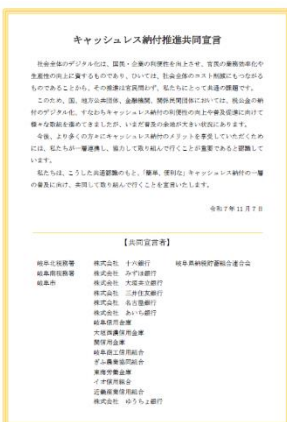 キャッシュレス納付推進共同宣言
社会全体のデジタル化は、国民・企業の利便性を向上させ、官民の業務効率化や
生産性の向上に資するものであり、ひいては、社会全体のコスト削減にもつながる
ものであることから、その推進は官民問わず、私たちにとって共通の課題です。
このため、国、地方公共団体、金融機関、関係民間団体においては、税公金の納
付のデジタル化、すなわちキャッシュレス納付の利便性の向上や普及促進に向けて
様々な取組を進めてきましたが、いまだ普及の余地が大きい状況にあります。
今後、より多くの方々にキャッシュレス納付のメリットを享受していただくため
には、私たちが一層連携し、協力して取り組んで行くことが重要であると認識して
います。
私たちは、こうした共通認識のもと、「簡単、便利な」キャッシュレス納付の一層
の普及に向け、共同して取り組んで行くことを宣言いたします。
令和7年11月7日
【共同宣言者】
岐阜北税務署 株式会社 十六銀行 岐阜県納税貯蓄組合連合会
岐阜南税務署 株式会社 みずほ銀行
岐阜市 株式会社 大垣共立銀行
株式会社 三井住友銀行
株式会社 名古屋銀行
株式会社 あいち銀行
岐阜信用金庫
大垣西濃信用金庫
関信用金庫
岐阜商工信用組合
ぎふ農業協同組合
東海労働金庫
イオ信用組合
近畿産業信用組合
株式会社 ゆうちょ銀行